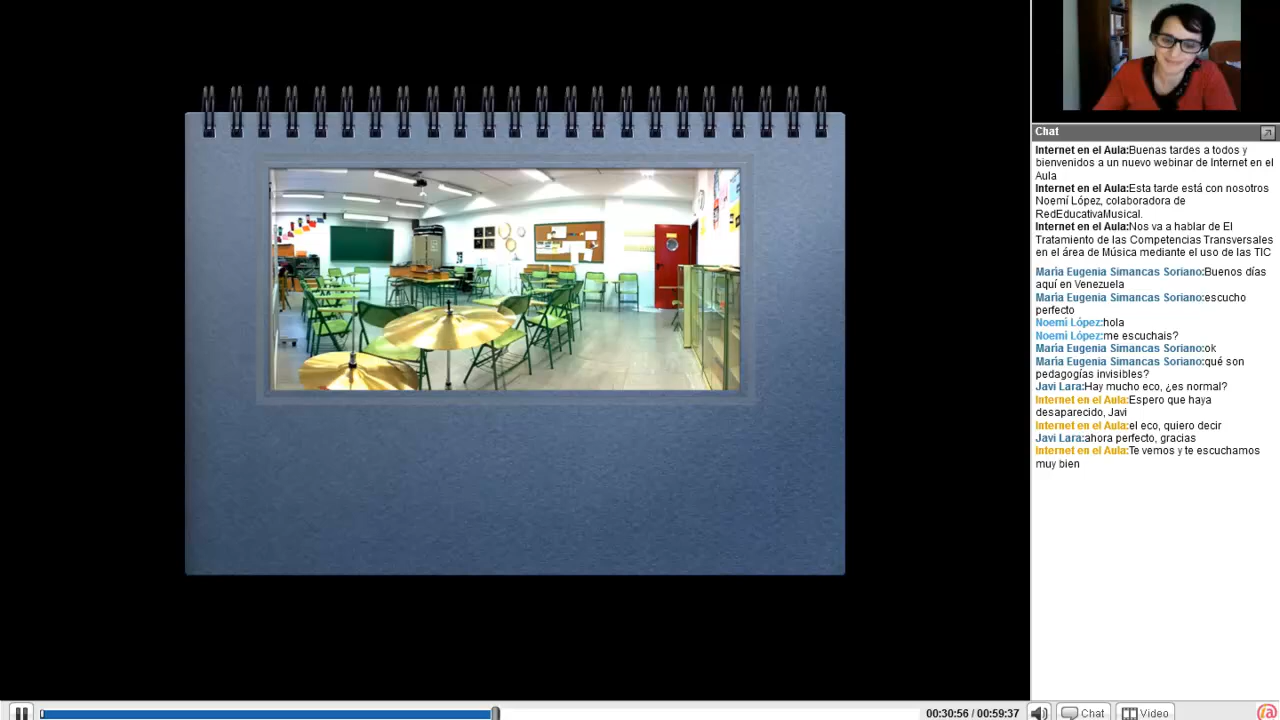 Chat
Internet en el Aula:Buenas tardes a todos y
bienvenidos a un nuevo webinar de Internet en el
Aula
Internet en el Aula:Esta tarde está con nosotros
Noemí López, colaboradora de
RedEducativaMusical.
Internet en el Aula:Nos va a hablar de El
Tratamiento de las Competencias Transversales
en el área de Música mediante el uso de las TIC
María Eugenia Simancas Soriano:Buenos días
aquí en Venezuela
María Eugenia Simancas Soriano:escucho
perfecto
Noemí López:hola
Noemí López:me escuchais?
María Eugenia Simancas Soriano:ok
María Eugenia Simancas Soriano:qué son
pedagogías invisibles?
Javi Lara:Hay mucho eco, ¿es normal?
Internet en el Aula:Espero que haya
desaparecido, Javi
Internet en el Aula:el eco, quiero decir
Javi Lara:ahora perfecto, gracias
Internet en el Aula:Te vemos y te escuchamos
muy bien
00:30:56 / 00:59:37 Chat Video